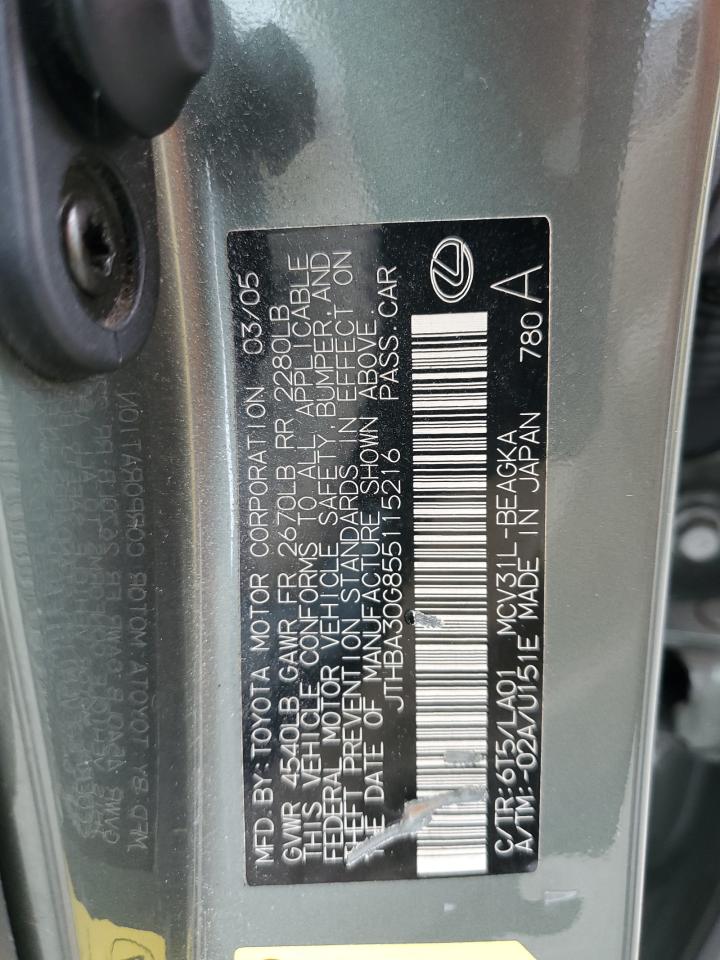 MFD. BY: TOYOTA MOTOR CORPORATION 03/05
GVWR 4540LB GAWR FR 2670LB RR 2280LB
THIS VEHICLE CONFORMS TO ALL APPLICABLE
FEDERAL MOTOR VEHICLE SAFETY, BUMPER, AND
THEFT PREVENTION STANDARDS IN EFFECT ON
THE DATE OF MANUFACTURE SHOWN ABOVE.
JTHBA30G855115216 PASS. CAR
C/TR: 6T5/LA01 MCV31L-BEAGKA
A/TM: -02A/U151E MADE IN JAPAN 780 A